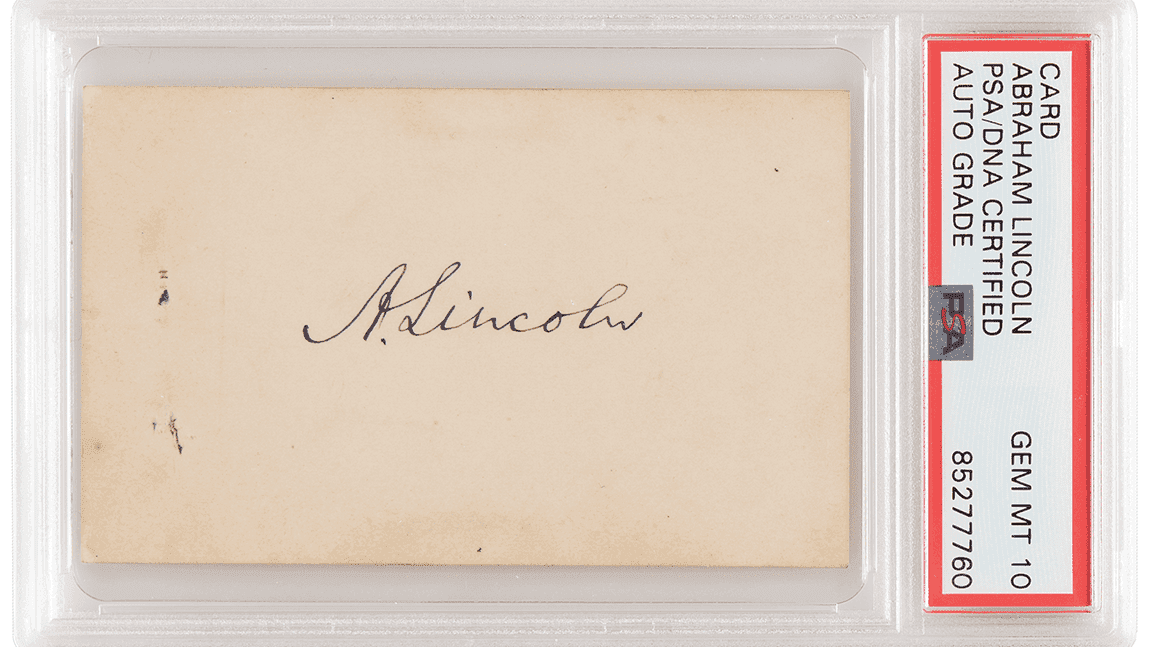 A. Lincoln
CARD
ABRAHAM LINCOLN GEM MT 10
PSA/DNA CERTIFIED
AUTO GRADE 85277760
PSA